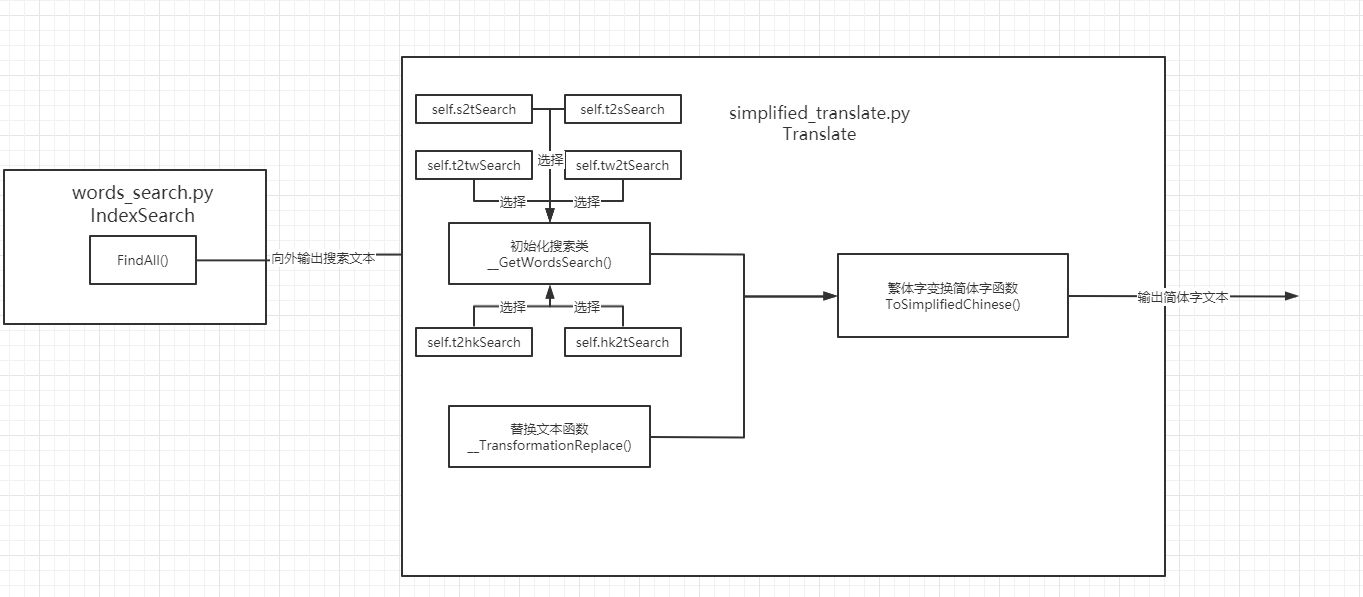 words_search.py
IndexSearch
FindAll()
向外输出搜索文本
simplified_translate.py
Translate
self.s2tSearch
self.t2sSearch
self.t2twSearch
选择
self.tw2tSearch
选择
选择
初始化搜索类
__GetWordsSearch()
选择
选择
self.t2hkSearch
self.hk2tSearch
替换文本函数
__TransformationReplace()
繁体字变换简体字函数
ToSimplifiedChinese()
输出简体字文本